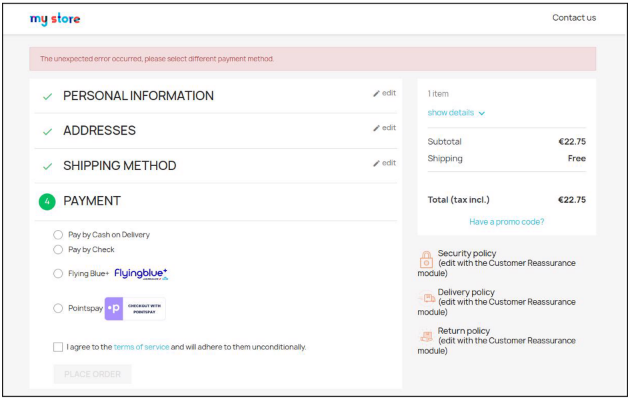 my store
Contact us
The unexpected error occurred, please select different payment method.
PERSONAL INFORMATION
edit
ADDRESSES
edit
SHIPPING METHOD
edit
4 PAYMENT
Pay by Cash on Delivery
Pay by Check
Flying Blue+ Flyingblue+
Pointspay p CHECKOUT WITH
POINTSPAY
I agree to the terms of service and will adhere to them unconditionally.
PLACE ORDER
1 item
show details
Subtotal €22.75
Shipping Free
Total (tax incl.) €22.75
Have a promo code?
Security policy
(edit with the Customer Reassurance
module)
Delivery policy
(edit with the Customer Reassurance
module)
Return policy
(edit with the Customer Reassurance
module)